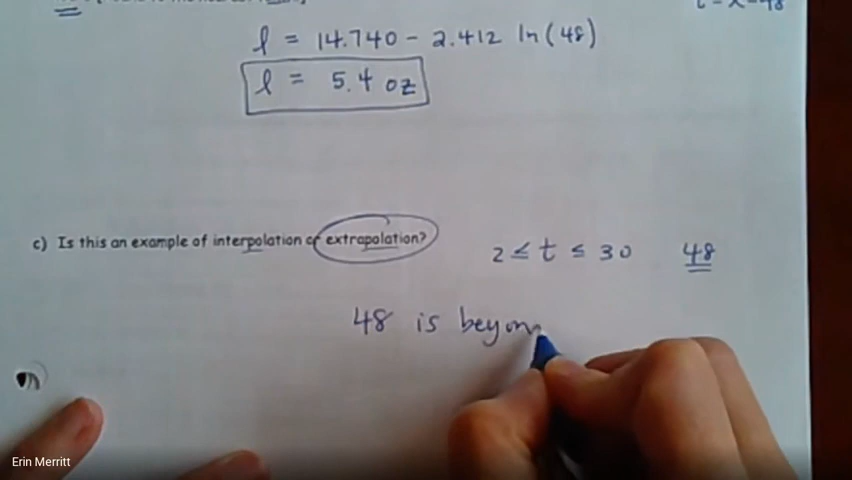 l = 14.740 - 2.412 ln(48)
l = 5.4 oz
c) Is this an example of interpolation or extrapolation? 2 ≤ t ≤ 30 48
48 is beyon
Erin Merritt